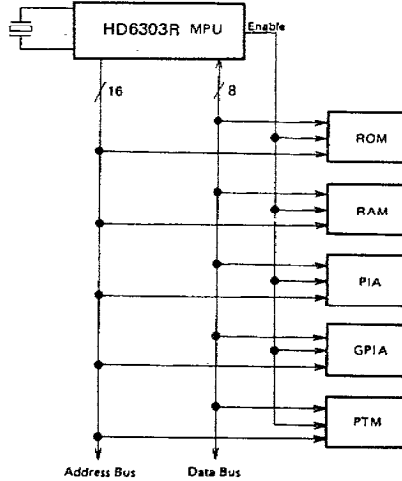 HD6303R MPU
Enable
16
8
ROM
RAM
PIA
GPIA
PTM
Address Bus
Data Bus